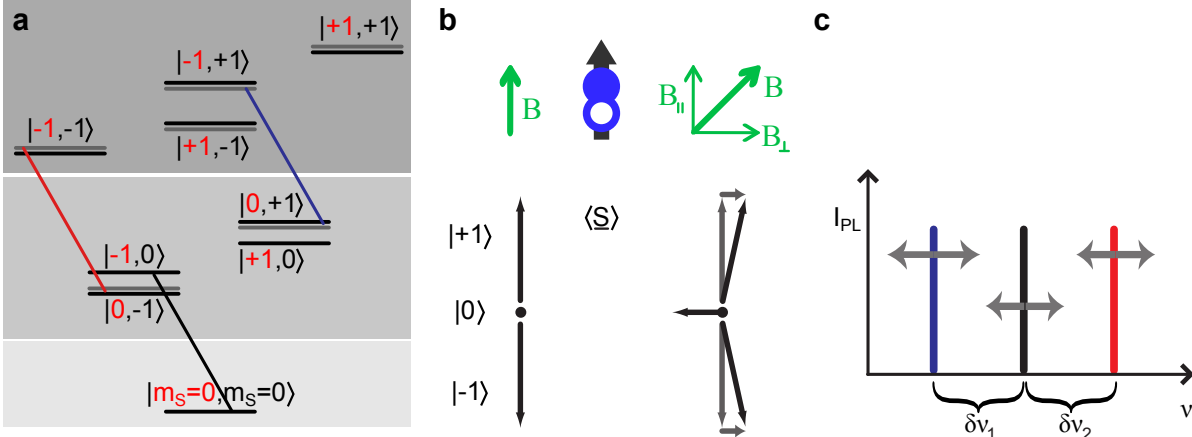 a
|+1,+1⟩
|-1,+1⟩
|-1,-1⟩
|+1,-1⟩
|0,+1⟩
|-1,0⟩
|+1,0⟩
|0,-1⟩
|mS=0,mS=0⟩
b
B
B∥
B
B⊥
|+1⟩
⟨S⟩
|0⟩
|-1⟩
c
IPL
ν
δν1
δν2